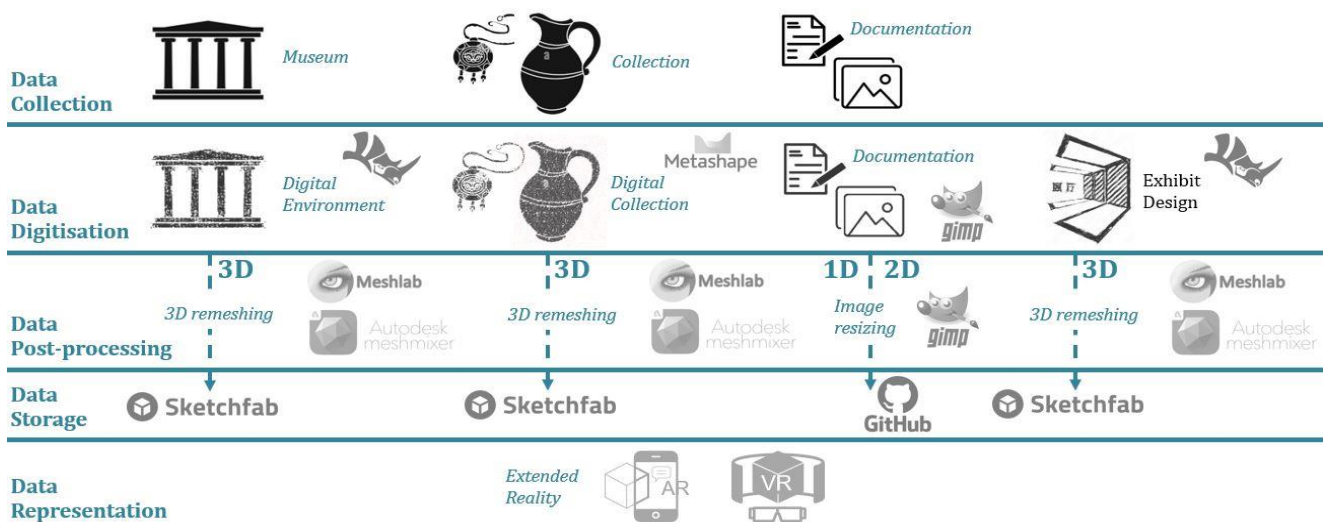 Data
Collection
Museum
Collection
Documentation
Data
Digitisation
Digital
Environment
Digital
Collection
Metashape
Documentation
gimp
Exhibit
Design
Data
Post-processing
3D
3D remeshing
Meshlab
Autodesk
meshmixer
3D
3D remeshing
Meshlab
Autodesk
meshmixer
1D 2D
Image
resizing
gimp
3D
3D remeshing
Meshlab
Autodesk
meshmixer
Data
Storage
Sketchfab
Sketchfab
GitHub
Sketchfab
Data
Representation
Extended
Reality
AR
VR